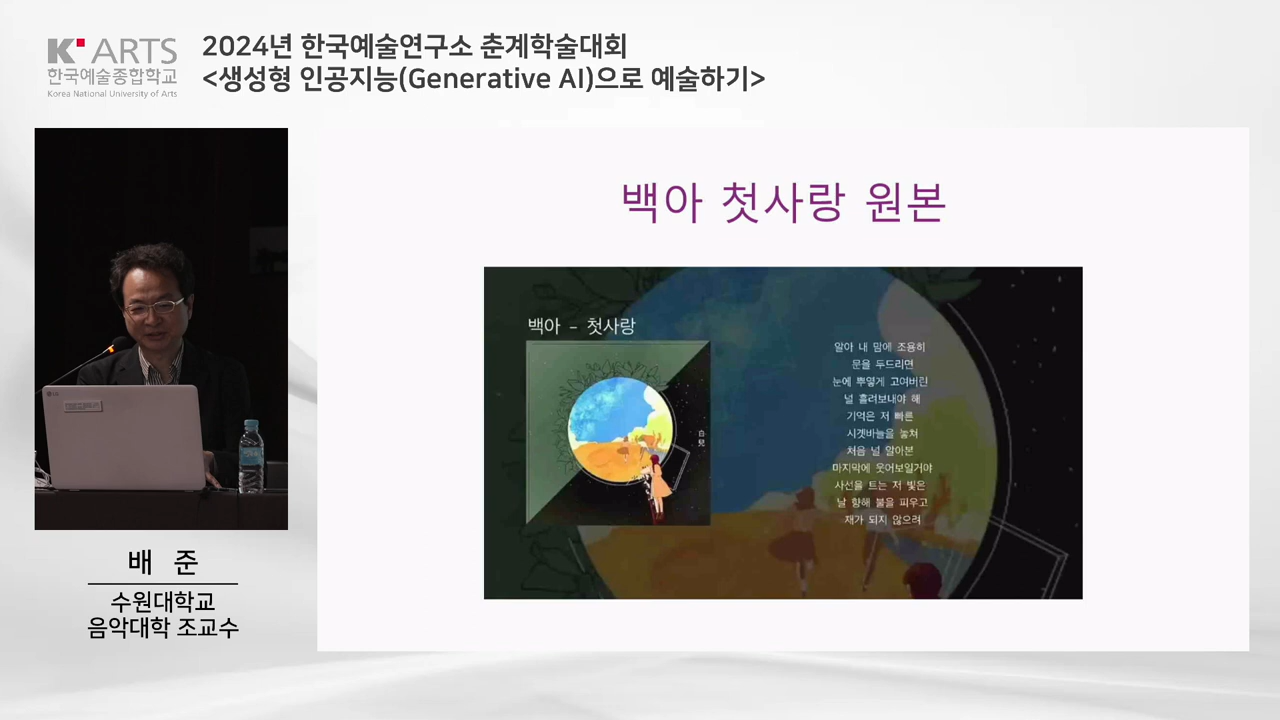 K ARTS
한국예술종합학교
Korea National University of Arts
2024년 한국예술연구소 춘계학술대회
<생성형 인공지능(Generative AI)으로 예술하기>
백아 첫사랑 원본
백아 - 첫사랑
알아 내 맘에 조용히
문을 두드리면
눈에 뿌옇게 고여버린
널 흘려보내야 해
기억은 저 빠른
시곗바늘을 놓쳐
처음 널 알아본
마지막에 웃어보일거야
사선을 트는 저 빛은
날 향해 불을 피우고
재가 되지 않으려
LG
배 준
수원대학교
음악대학 조교수